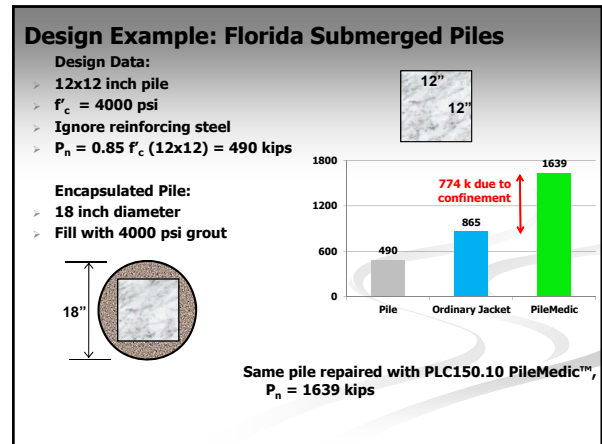 Design Example: Florida Submerged Piles
Design Data:
12x12 inch pile
f'c = 4000 psi
Ignore reinforcing steel
Pn = 0.85 f'c (12x12) = 490 kips
Encapsulated Pile:
18 inch diameter
Fill with 4000 psi grout
18"
12"
12"
1800
1200
600
0
490
865
1639
774 k due to
confinement
Pile
Ordinary Jacket
PileMedic
Same pile repaired with PLC150.10 PileMedic™,
Pn = 1639 kips